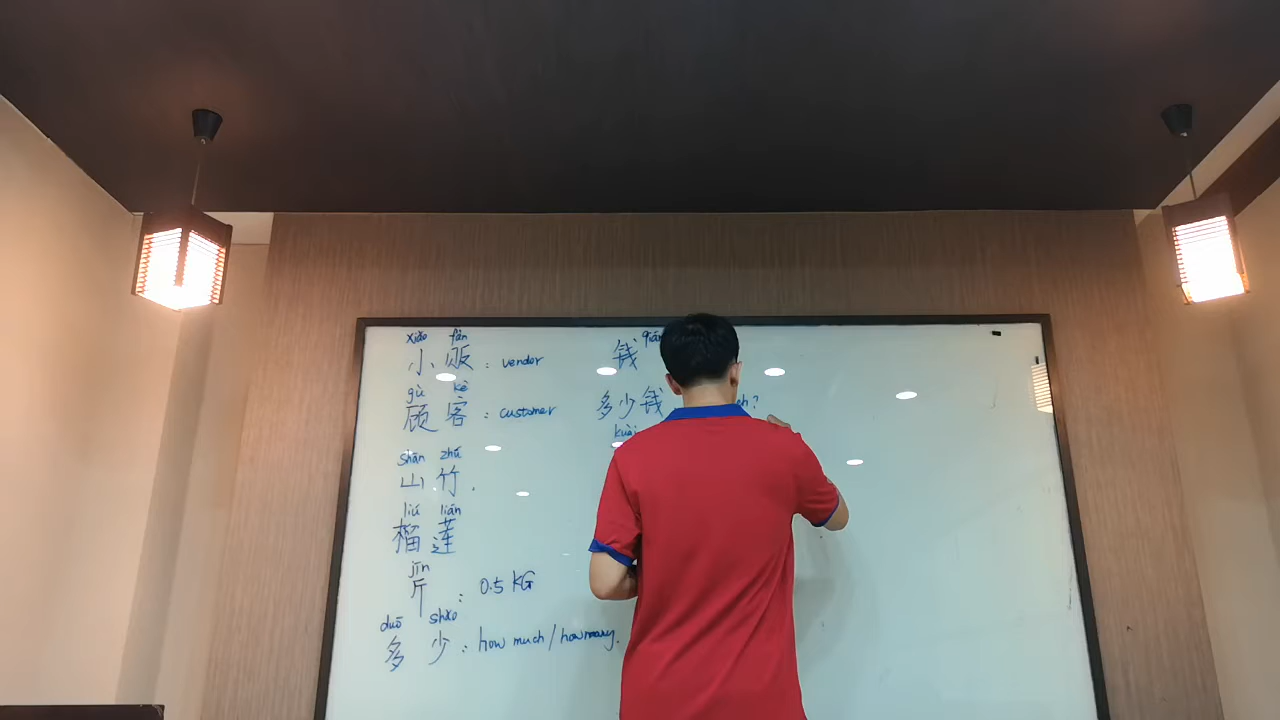 xiǎo fàn
小贩 : vendor
gù kè
顾客 : customer
shān zhú
山竹.
liú lián
榴莲
jīn
斤 : 0.5 KG
duō shǎo
多少 : how much / how many.
钱
多少钱
kuài